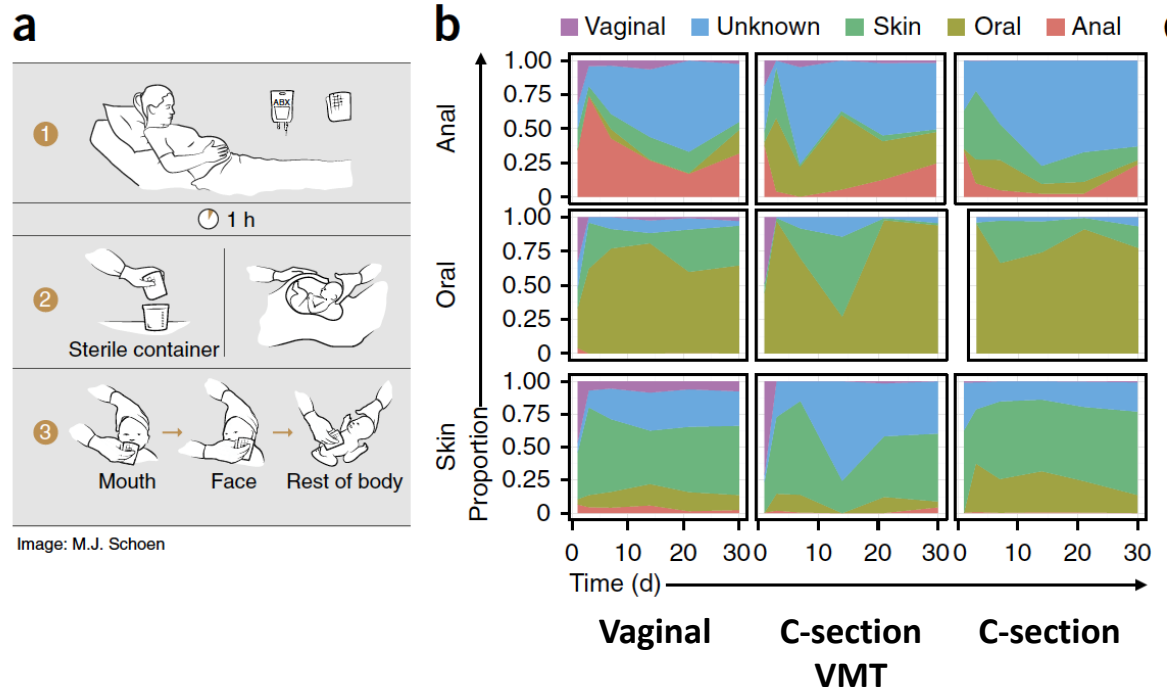 a
1
ABX
1 h
2
Sterile container
3
Mouth
Face
Rest of body
Image: M.J. Schoen
b
Vaginal Unknown Skin Oral Anal
Anal
1.00
0.75
0.50
0.25
0
Oral
1.00
0.75
0.50
0.25
0
Skin
1.00
0.75
0.50
0.25
0
Proportion
0 10 20 30 0 10 20 30 0 10 20 30
Time (d)
Vaginal
C-section
VMT
C-section